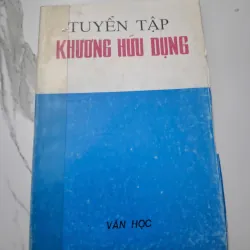 TUYỂN TẬP
KHƯƠNG HỮU DỤNG
VĂN HỌC